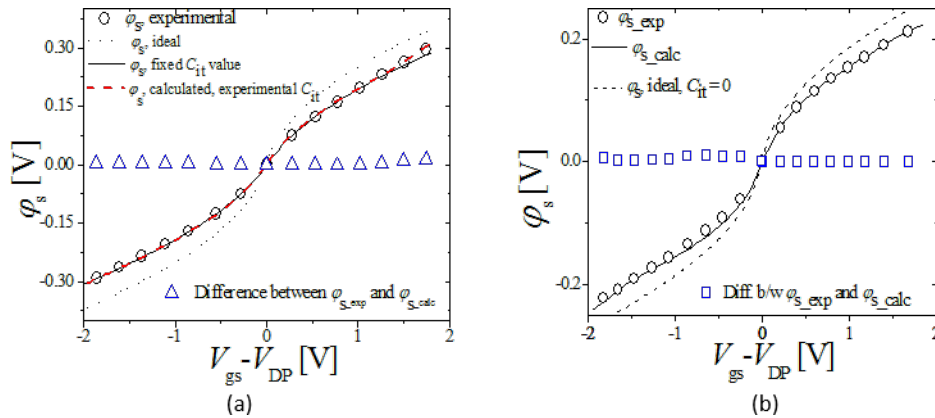 φs, experimental
φs, ideal
φs, fixed Cit value
φs, calculated, experimental Cit
0.30
0.15
0.00
-0.15
-0.30
φs [V]
Difference between φS_exp and φS_calc
-2 -1 0 1 2
Vgs-VDP [V]
(a)
φS_exp
φS_calc
φs, ideal, Cit = 0
0.2
0.0
-0.2
φs [V]
Diff. b/w φS_exp and φS_calc
-2 -1 0 1 2
Vgs-VDP [V]
(b)